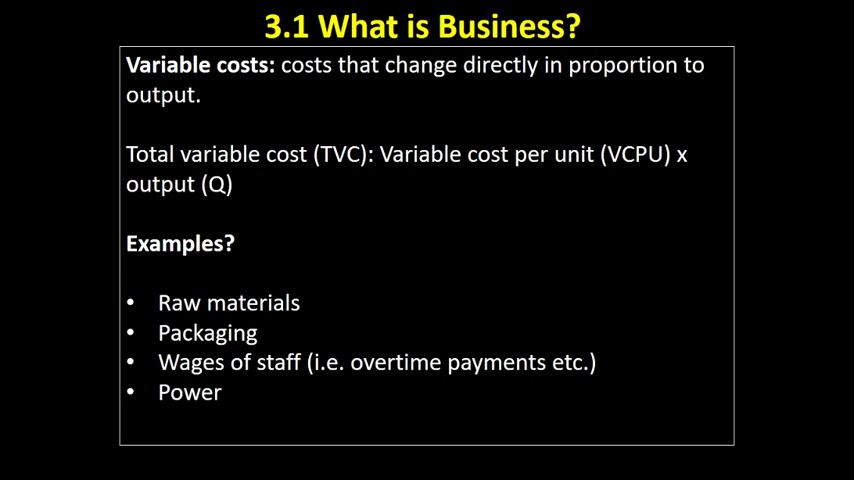 3.1 What is Business?
Variable costs: costs that change directly in proportion to
output.
Total variable cost (TVC): Variable cost per unit (VCPU) x
output (Q)
Examples?
• Raw materials
• Packaging
• Wages of staff (i.e. overtime payments etc.)
• Power